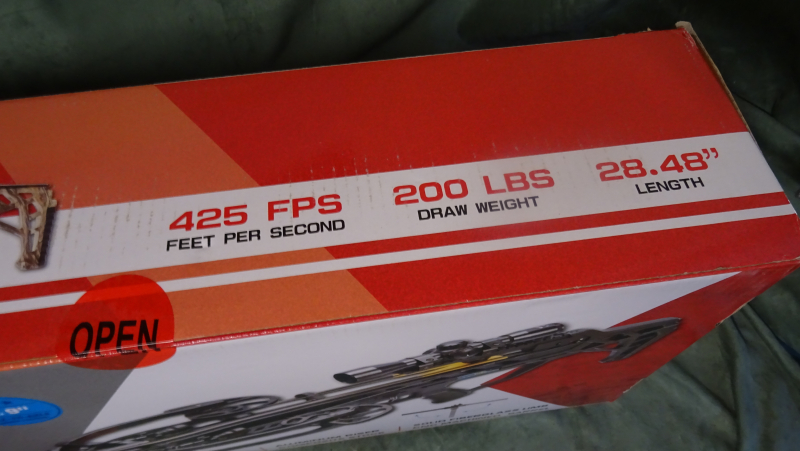 425 FPS
FEET PER SECOND
200 LBS
DRAW WEIGHT
28.48”
LENGTH
OPEN